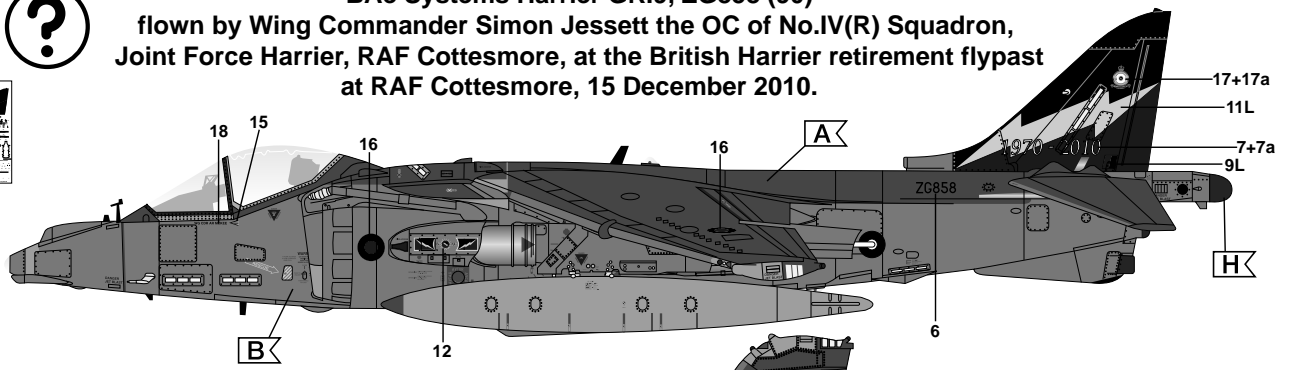 flown by Wing Commander Simon Jessett the OC of No.IV(R) Squadron,
Joint Force Harrier, RAF Cottesmore, at the British Harrier retirement flypast
at RAF Cottesmore, 15 December 2010.
?
17+17a
11L
7+7a
9L
18
15
16
16
A
1970 2010
ZG858
H
B
12
6